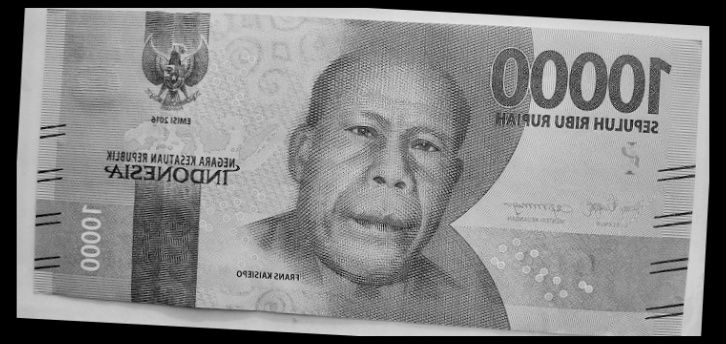 10000
SEPULUH RIBU RUPIAH
EMISI 2016
NEGARA KESATUAN REPUBLIK
INDONESIA
FRANS KAISIEPO
10000